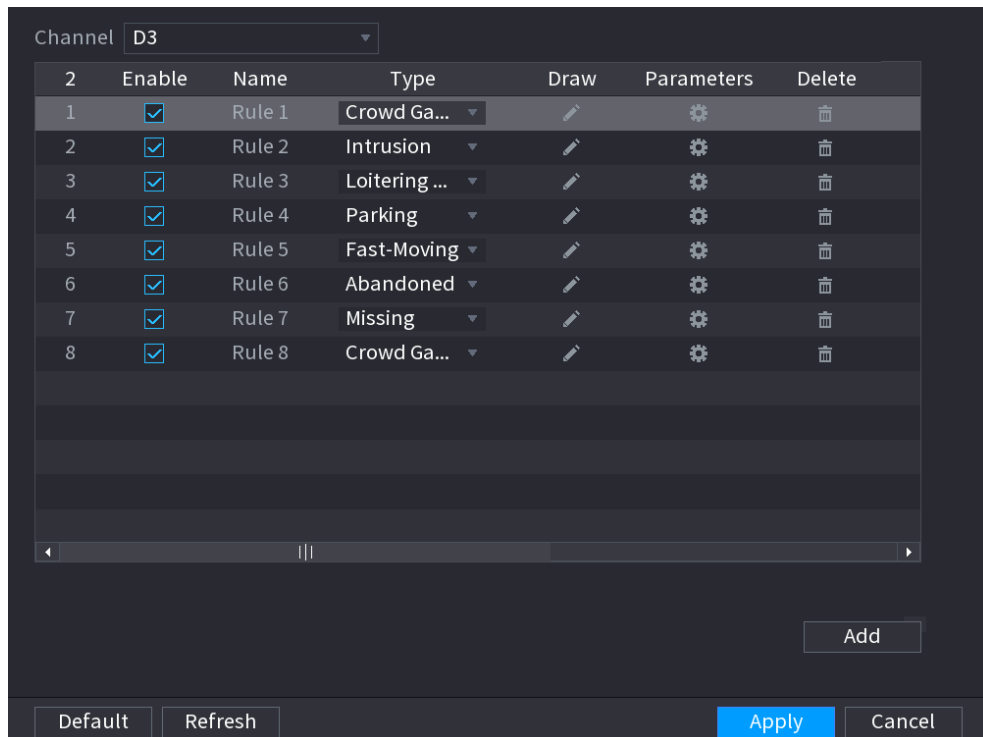 Channel D3
2 Enable Name Type Draw Parameters Delete
1 Rule 1 Crowd Ga...
2 Rule 2 Intrusion
3 Rule 3 Loitering ...
4 Rule 4 Parking
5 Rule 5 Fast-Moving
6 Rule 6 Abandoned
7 Rule 7 Missing
8 Rule 8 Crowd Ga...
Add
Default Refresh Apply Cancel